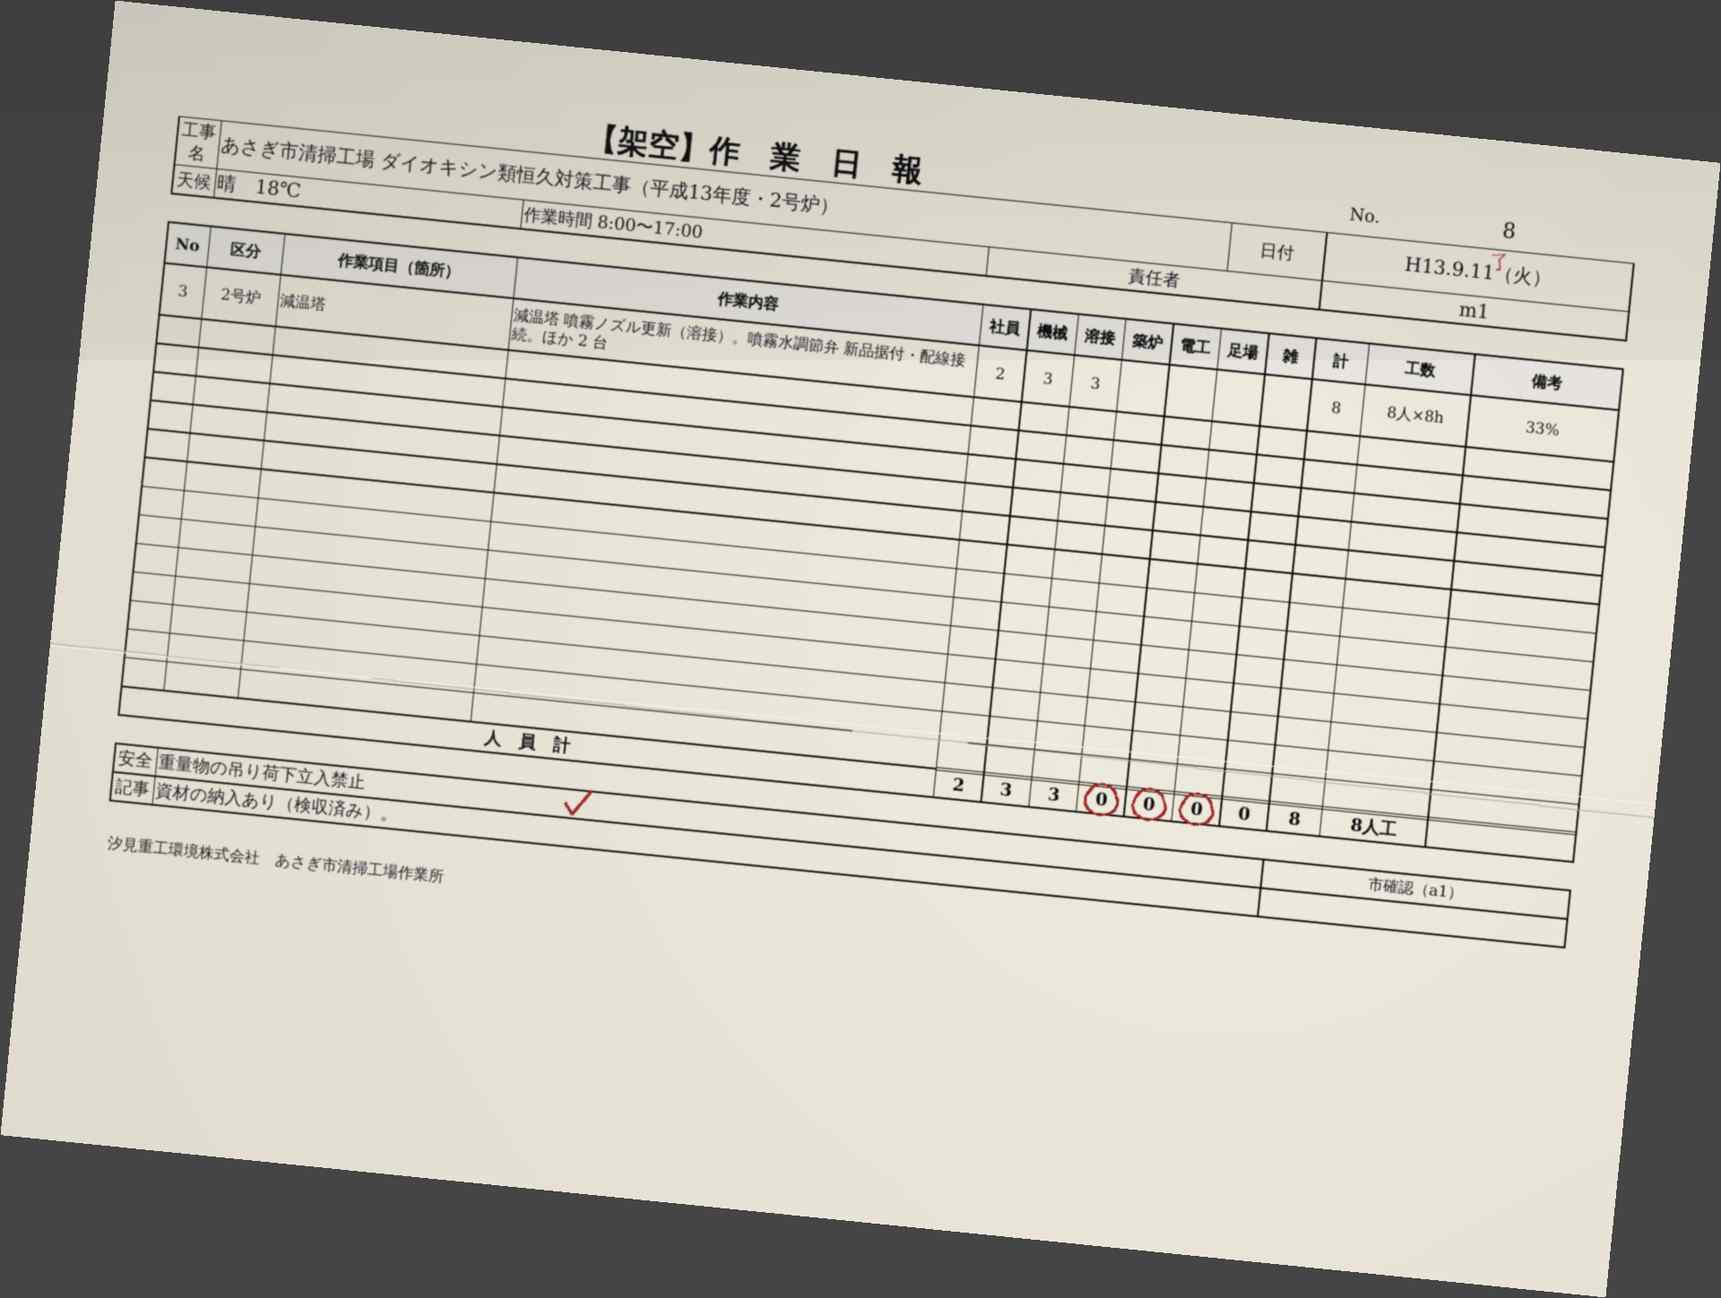 【架空】作 業 日 報
No. 8
工事名 あさぎ市清掃工場 ダイオキシン類恒久対策工事（平成13年度・2号炉） 日付 H13.9.11（火） 了
天候 晴 18℃ 作業時間 8:00〜17:00 責任者 m1
No 区分 作業項目（箇所） 作業内容 社員 機械 溶接 築炉 電工 足場 雑 計 工数 備考
3 2号炉 減温塔 減温塔 噴霧ノズル更新（溶接）。噴霧水調節弁 新品据付・配線接
続。ほか 2 台 2 3 3 8 8人×8h 33%
人 員 計 2 3 3 0 0 0 0 8 8人工
安全 重量物の吊り荷下立入禁止 市確認（a1）
記事 資材の納入あり（検収済み）。
汐見重工環境株式会社 あさぎ市清掃工場作業所